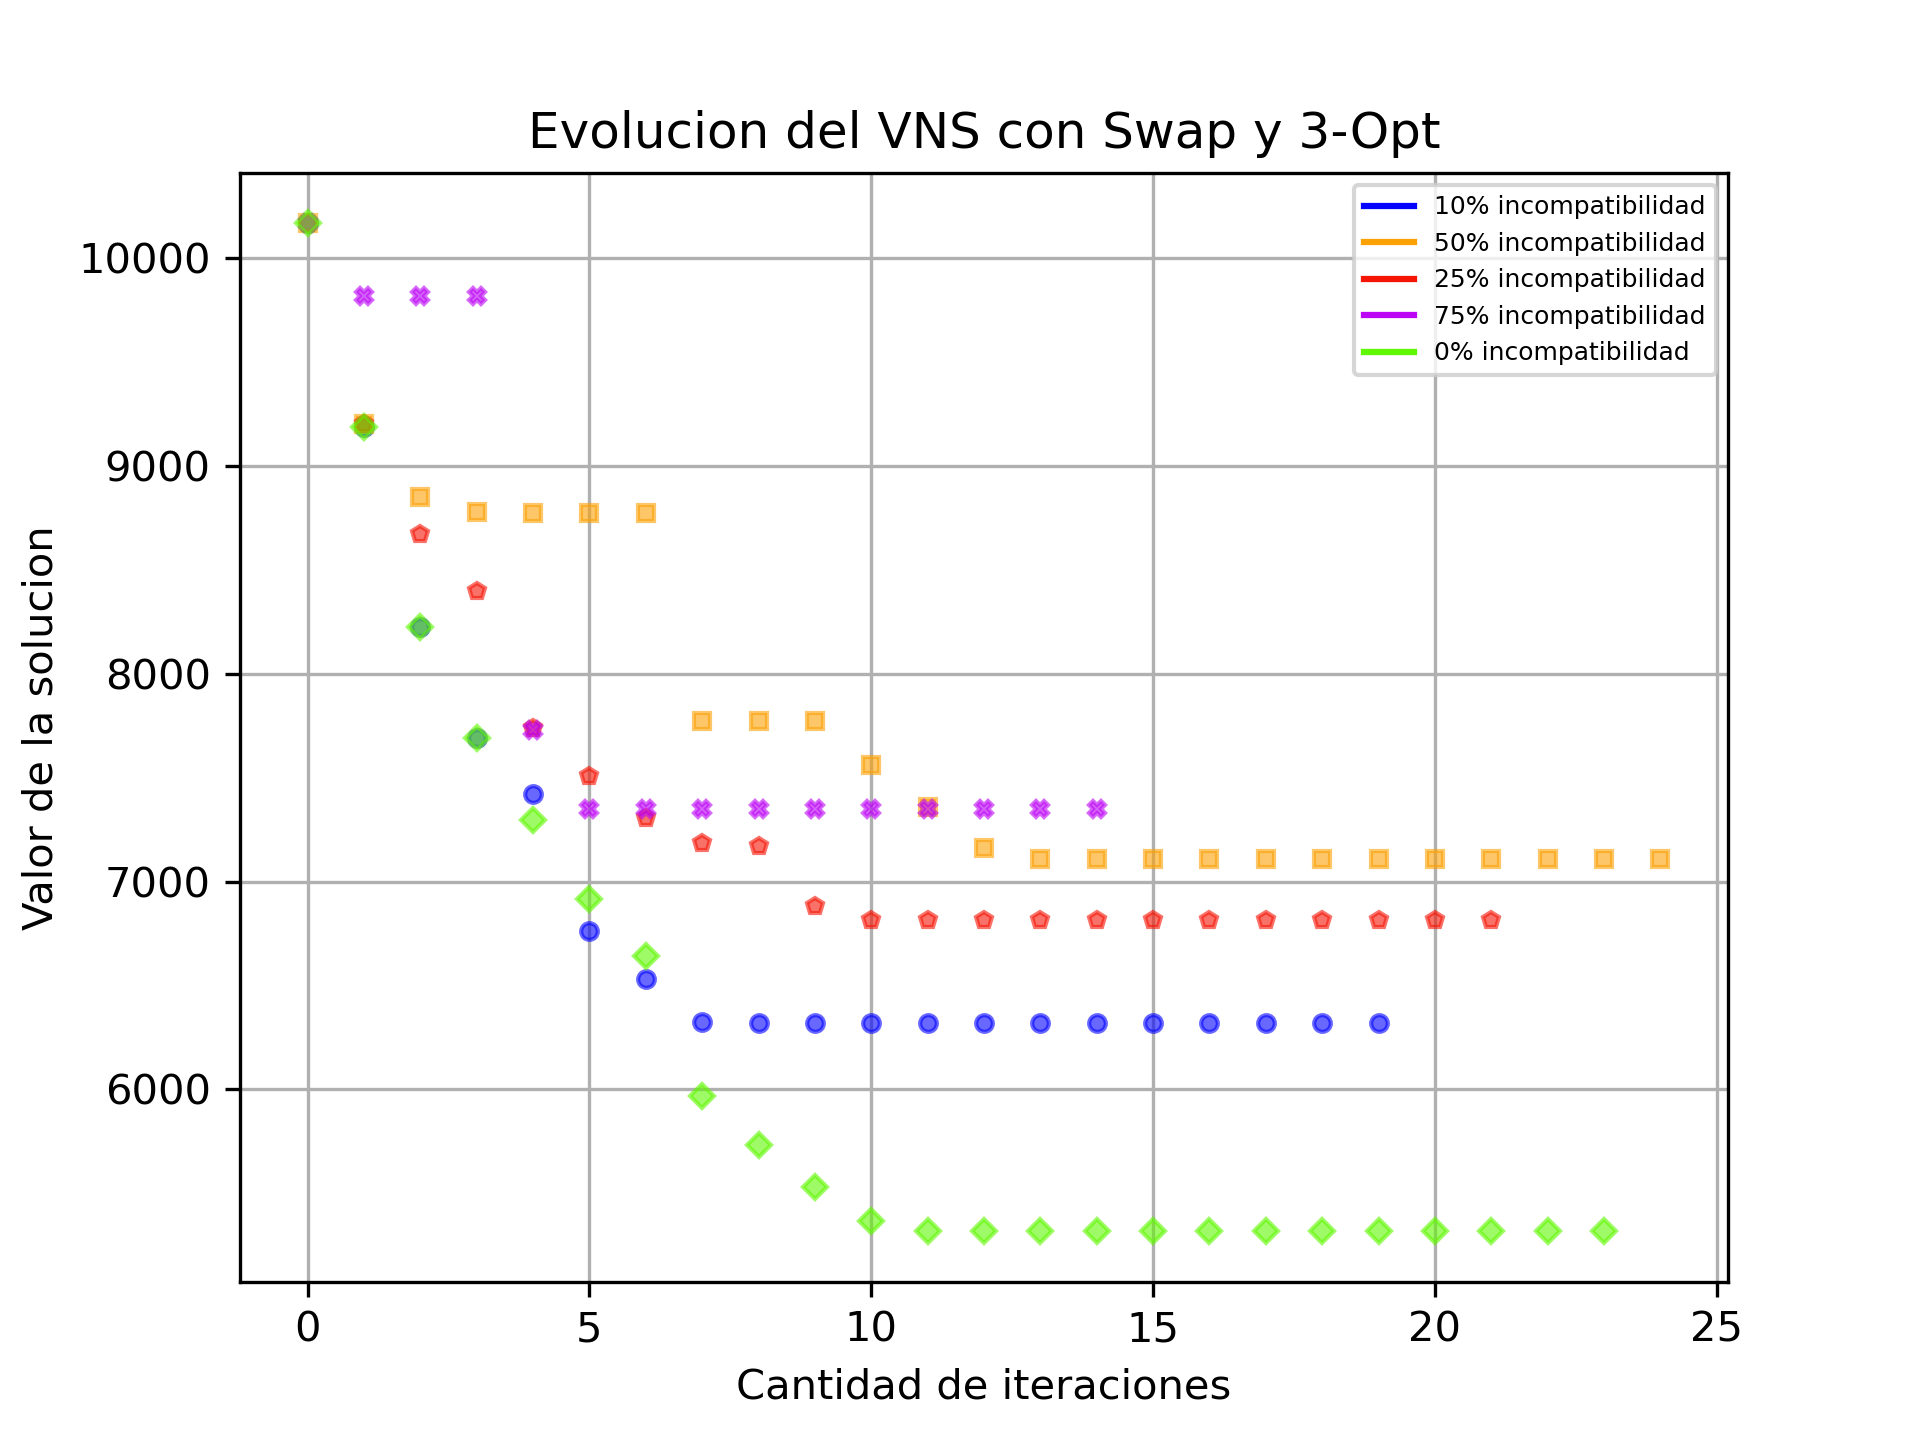 Evolucion del VNS con Swap y 3-Opt
10% incompatibilidad
50% incompatibilidad
25% incompatibilidad
75% incompatibilidad
0% incompatibilidad
Valor de la solucion
10000
9000
8000
7000
6000
0 5 10 15 20 25
Cantidad de iteraciones